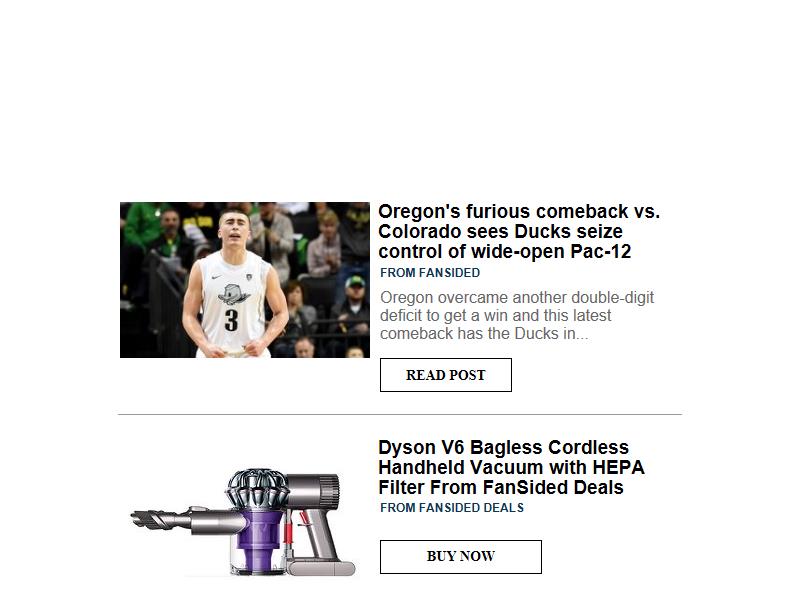 3
Oregon's furious comeback vs.
Colorado sees Ducks seize
control of wide-open Pac-12
FROM FANSIDED
Oregon overcame another double-digit
deficit to get a win and this latest
comeback has the Ducks in...
READ POST
Dyson V6 Bagless Cordless
Handheld Vacuum with HEPA
Filter From FanSided Deals
FROM FANSIDED DEALS
BUY NOW